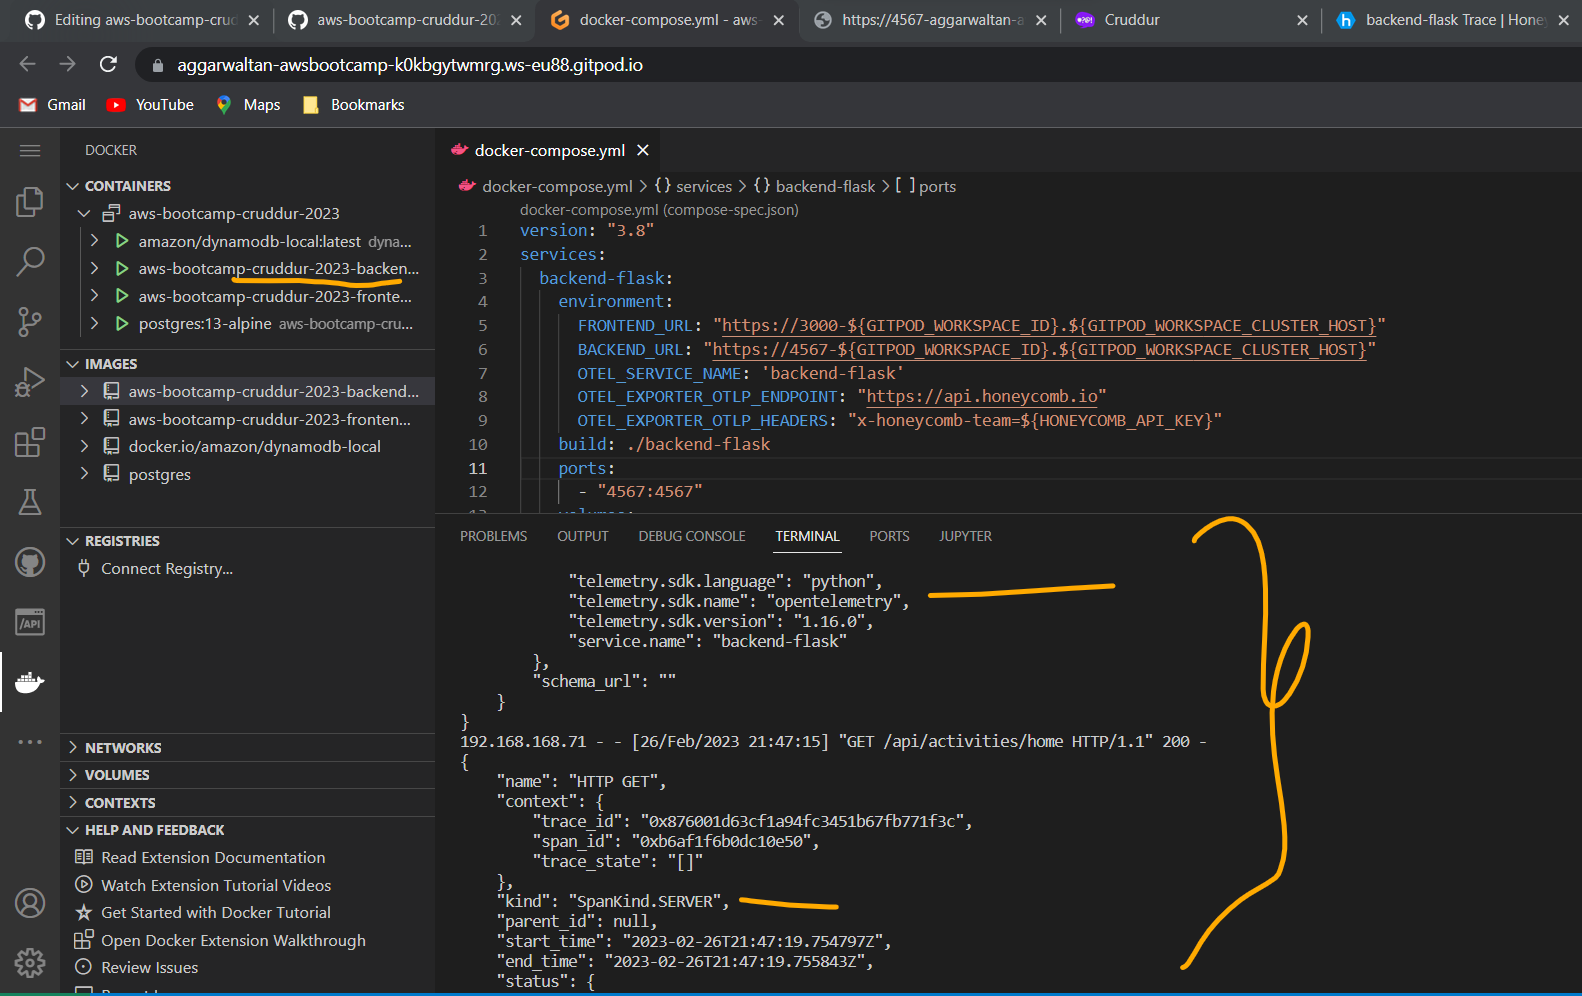 Editing aws-bootcamp-crud
aws-bootcamp-cruddur-202
docker-compose.yml - aws-
https://4567-aggarwaltan-a
Cruddur
backend-flask Trace | Honey
aggarwaltan-awsbootcamp-k0kbgytwmrg.ws-eu88.gitpod.io
Gmail
YouTube
Maps
Bookmarks
DOCKER
CONTAINERS
aws-bootcamp-cruddur-2023
amazon/dynamodb-local:latest dyna...
aws-bootcamp-cruddur-2023-backen...
aws-bootcamp-cruddur-2023-fronte...
postgres:13-alpine aws-bootcamp-cru...
IMAGES
aws-bootcamp-cruddur-2023-backend...
aws-bootcamp-cruddur-2023-fronten...
docker.io/amazon/dynamodb-local
postgres
REGISTRIES
Connect Registry...
NETWORKS
VOLUMES
CONTEXTS
HELP AND FEEDBACK
Read Extension Documentation
Watch Extension Tutorial Videos
Get Started with Docker Tutorial
Open Docker Extension Walkthrough
Review Issues
docker-compose.yml
docker-compose.yml > {} services > {} backend-flask > [ ] ports
docker-compose.yml (compose-spec.json)
1 version: "3.8"
2 services:
3 backend-flask:
4 environment:
5 FRONTEND_URL: "https://3000-${GITPOD_WORKSPACE_ID}.${GITPOD_WORKSPACE_CLUSTER_HOST}"
6 BACKEND_URL: "https://4567-${GITPOD_WORKSPACE_ID}.${GITPOD_WORKSPACE_CLUSTER_HOST}"
7 OTEL_SERVICE_NAME: 'backend-flask'
8 OTEL_EXPORTER_OTLP_ENDPOINT: "https://api.honeycomb.io"
9 OTEL_EXPORTER_OTLP_HEADERS: "x-honeycomb-team=${HONEYCOMB_API_KEY}"
10 build: ./backend-flask
11 ports:
12 - "4567:4567"
PROBLEMS OUTPUT DEBUG CONSOLE TERMINAL PORTS JUPYTER
"telemetry.sdk.language": "python",
"telemetry.sdk.name": "opentelemetry",
"telemetry.sdk.version": "1.16.0",
"service.name": "backend-flask"
},
"schema_url": ""
}
}
192.168.168.71 - - [26/Feb/2023 21:47:15] "GET /api/activities/home HTTP/1.1" 200 -
{
"name": "HTTP GET",
"context": {
"trace_id": "0x876001d63cf1a94fc3451b67fb771f3c",
"span_id": "0xb6af1f6b0dc10e50",
"trace_state": "[]"
},
"kind": "SpanKind.SERVER",
"parent_id": null,
"start_time": "2023-02-26T21:47:19.754797Z",
"end_time": "2023-02-26T21:47:19.755843Z",
"status": {